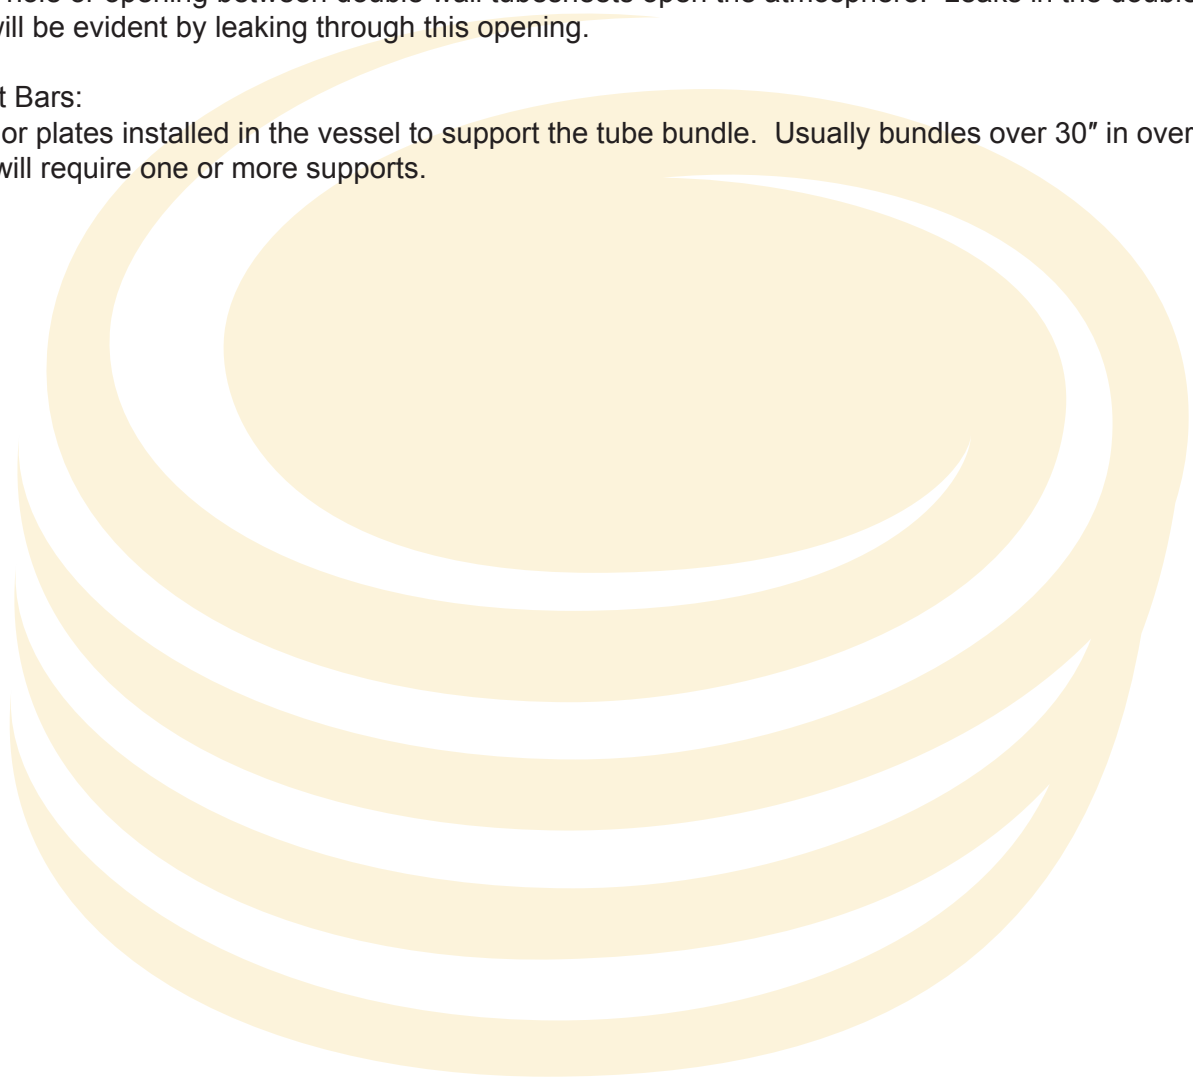 hole or opening between double wall tubesheets open the atmosphere. Leaks in the double
will be evident by leaking through this opening.
t Bars:
or plates installed in the vessel to support the tube bundle. Usually bundles over 30″ in over
will require one or more supports.